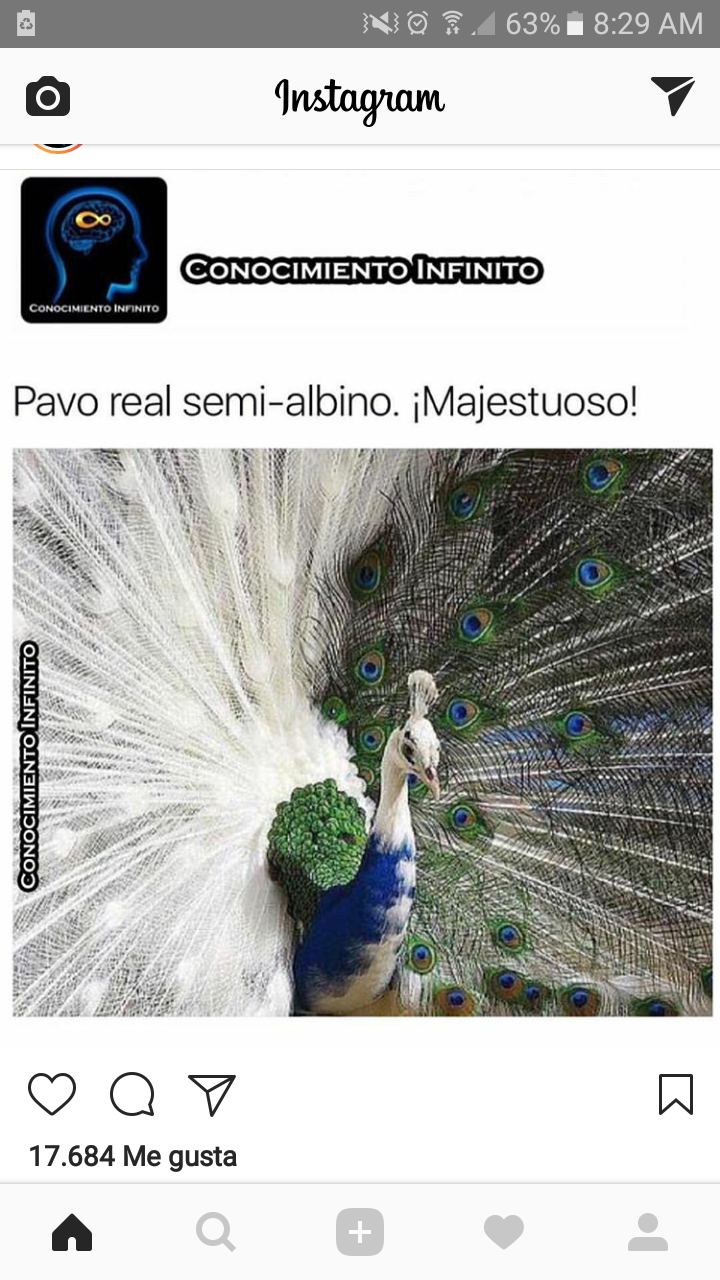 63% 8:29 AM
Instagram
CONOCIMIENTO INFINITO
CONOCIMIENTO INFINITO
Pavo real semi-albino. ¡Majestuoso!
CONOCIMIENTO INFINITO
17.684 Me gusta